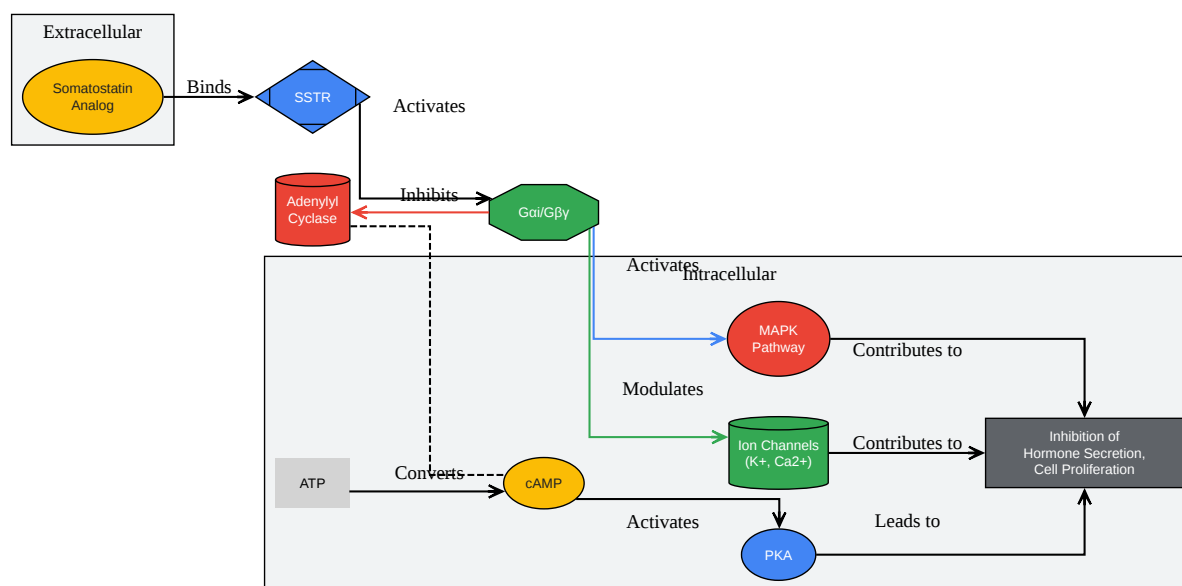 Extracellular
Somatostatin
Analog
Binds
SSTR
Activates
Adenylyl
Cyclase
Inhibits
Gαi/Gβγ
Activates
Intracellular
MAPK
Pathway
Contributes to
Modulates
Ion Channels
(K+, Ca2+)
Contributes to
Inhibition of
Hormone Secretion,
Cell Proliferation
ATP
Converts
cAMP
Activates
Leads to
PKA